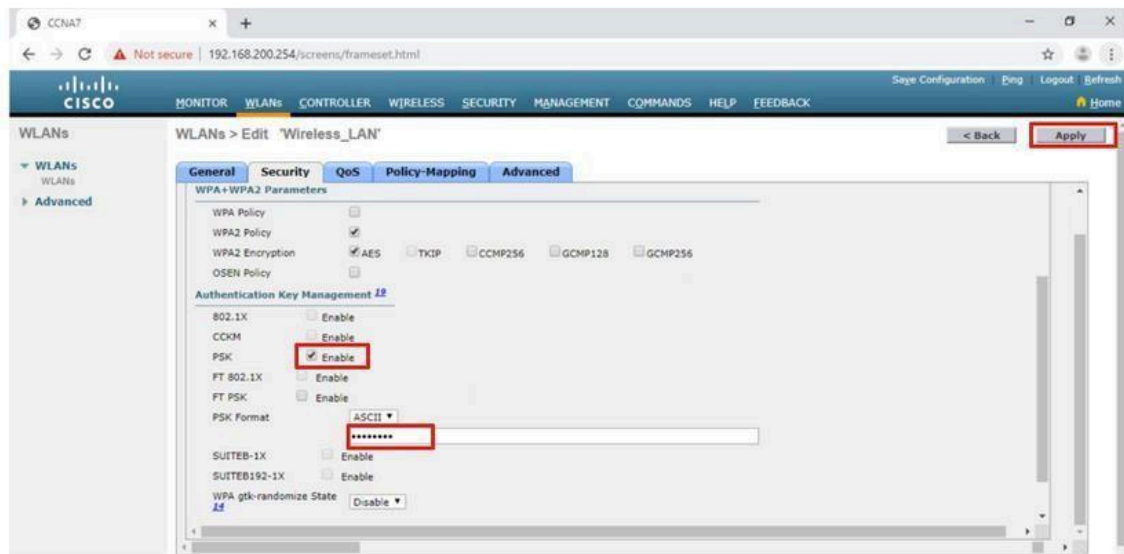 CCNA7
Not secure | 192.168.200.254/screens/frameset.html
Save Configuration Ping Logout Refresh
CISCO
MONITOR WLANs CONTROLLER WIRELESS SECURITY MANAGEMENT COMMANDS HELP FEEDBACK
Home
WLANs
WLANs > Edit 'Wireless_LAN'
< Back
Apply
WLANs
WLANs
Advanced
General Security QoS Policy-Mapping Advanced
WPA+WPA2 Parameters
WPA Policy
WPA2 Policy
WPA2 Encryption AES TKIP CCMP256 GCMP128 GCMP256
OSEN Policy
Authentication Key Management 19
802.1X Enable
CCKM Enable
PSK Enable
FT 802.1X Enable
FT PSK Enable
PSK Format ASCII
••••••••
SUITEB-1X Enable
SUITEB192-1X Enable
WPA gtk-randomize State Disable
14